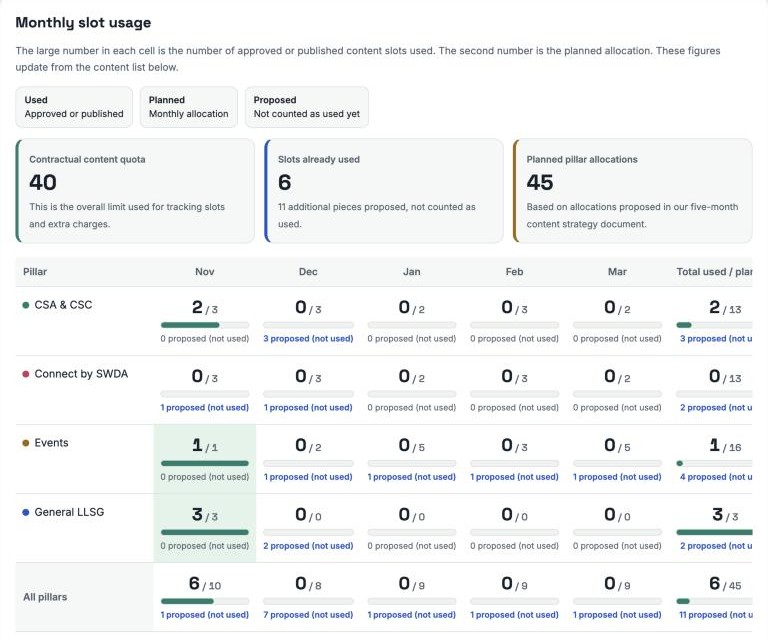 Monthly slot usage
The large number in each cell is the number of approved or published content slots used. The second number is the planned allocation. These figures
update from the content list below.
Used
Approved or published
Planned
Monthly allocation
Proposed
Not counted as used yet
Contractual content quota
40
This is the overall limit used for tracking slots
and extra charges.
Slots already used
6
11 additional pieces proposed, not counted as
used.
Planned pillar allocations
45
Based on allocations proposed in our five-month
content strategy document.
Pillar Nov Dec Jan Feb Mar Total used / plan
CSA & CSC 2 / 3 0 / 3 0 / 2 0 / 3 0 / 2 2 / 13
0 proposed (not used) 3 proposed (not used) 0 proposed (not used) 0 proposed (not used) 0 proposed (not used) 3 proposed (not u
Connect by SWDA 0 / 3 0 / 3 0 / 2 0 / 3 0 / 2 0 / 13
1 proposed (not used) 1 proposed (not used) 0 proposed (not used) 0 proposed (not used) 0 proposed (not used) 2 proposed (not u
Events 1 / 1 0 / 2 0 / 5 0 / 3 0 / 5 1 / 16
0 proposed (not used) 1 proposed (not used) 1 proposed (not used) 1 proposed (not used) 1 proposed (not used) 4 proposed (not u
General LLSG 3 / 3 0 / 0 0 / 0 0 / 0 0 / 0 3 / 3
0 proposed (not used) 2 proposed (not used) 0 proposed (not used) 0 proposed (not used) 0 proposed (not used) 2 proposed (not u
All pillars 6 / 10 0 / 8 0 / 9 0 / 9 0 / 9 6 / 45
1 proposed (not used) 7 proposed (not used) 1 proposed (not used) 1 proposed (not used) 1 proposed (not used) 11 proposed (not u